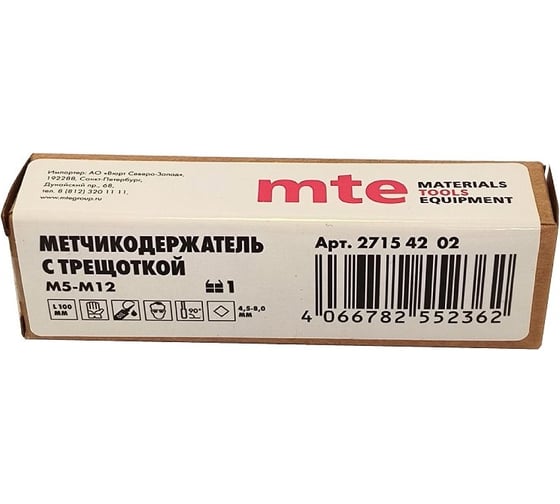 Импортер: АО «Вюрт Северо-Запад»,
192288, Санкт-Петербург,
Дунайский пр., 68,
тел. 8 (812) 320 11 11,
www.mtegroup.ru
mte
MATERIALS
TOOLS
EQUIPMENT
МЕТЧИКОДЕРЖАТЕЛЬ
С ТРЕЩОТКОЙ
M5-M12
1
Арт. 2715 42 02
L 100
ММ
90°
4,5-8,0
ММ
4 066782 552362